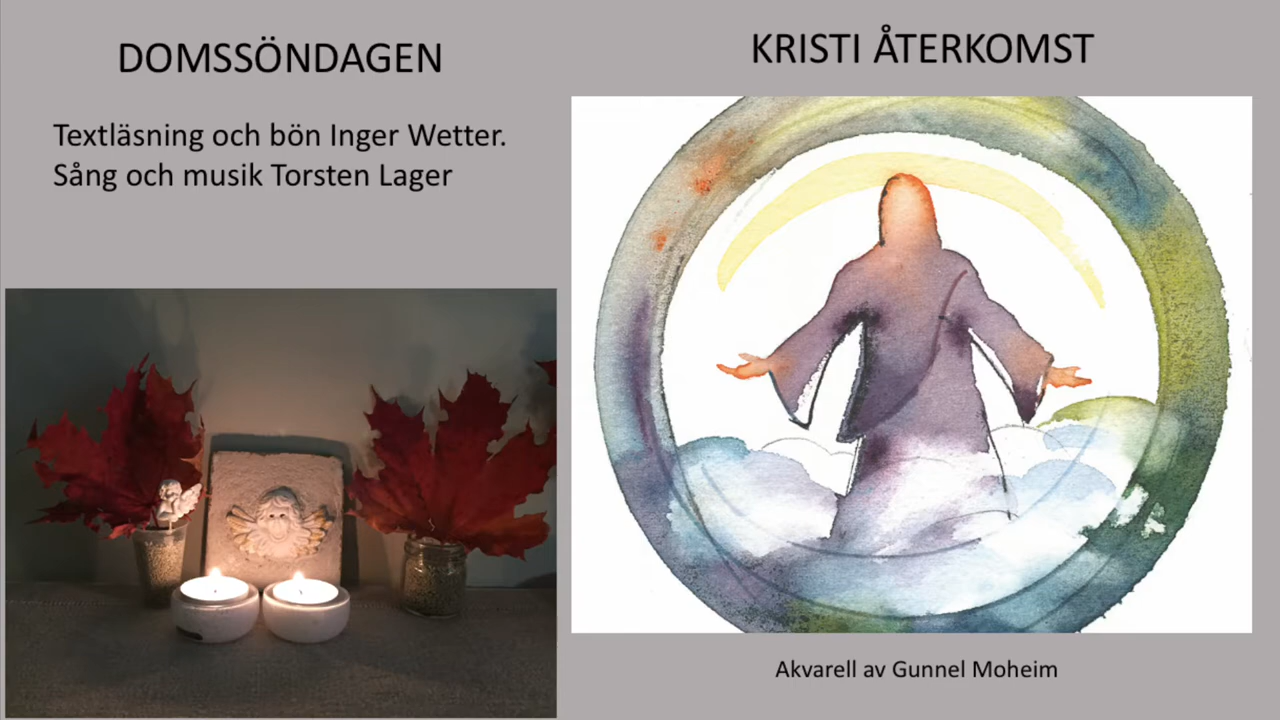 DOMSSÖNDAGEN
Textläsning och bön Inger Wetter.
Sång och musik Torsten Lager
KRISTI ÅTERKOMST
Akvarell av Gunnel Moheim